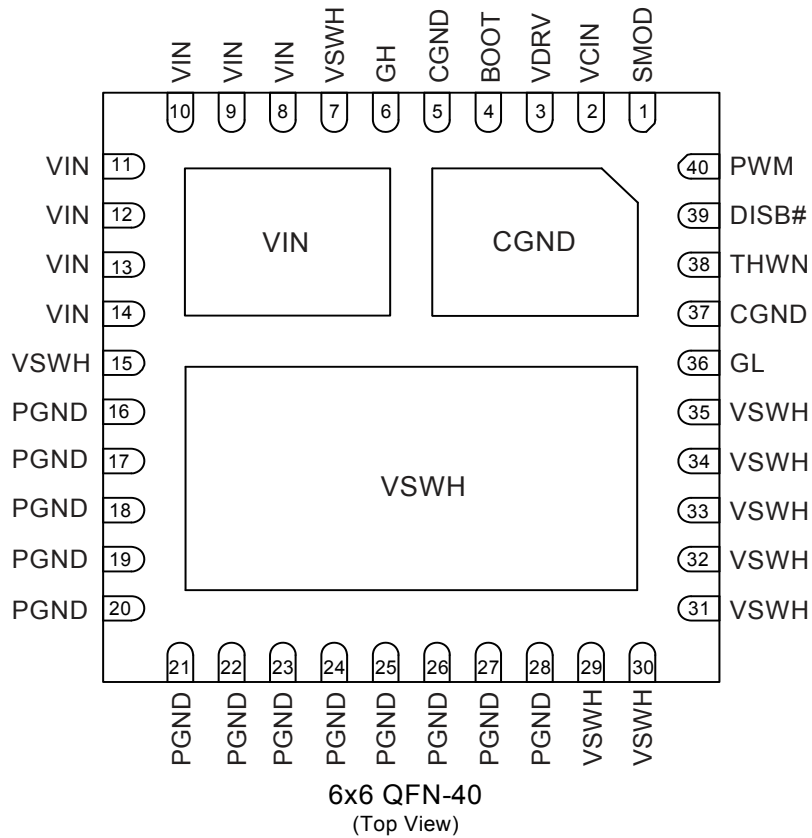 VIN
VIN
VIN
VSWH
GH
CGND
BOOT
VDRV
VCIN
SMOD
10
9
8
7
6
5
4
3
2
1
VIN 11
VIN 12
VIN 13
VIN 14
VSWH 15
PGND 16
PGND 17
PGND 18
PGND 19
PGND 20
VIN
CGND
VSWH
40 PWM
39 DISB#
38 THWN
37 CGND
36 GL
35 VSWH
34 VSWH
33 VSWH
32 VSWH
31 VSWH
21
22
23
24
25
26
27
28
29
30
PGND
PGND
PGND
PGND
PGND
PGND
PGND
PGND
VSWH
VSWH
6x6 QFN-40
(Top View)